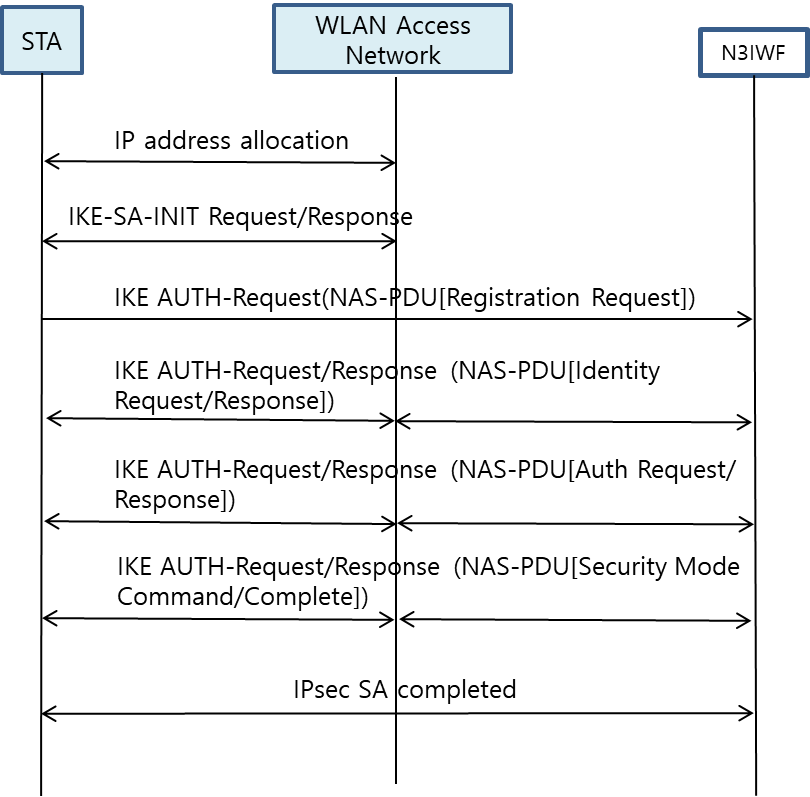 STA
WLAN Access
Network
N3IWF
IP address allocation
IKE-SA-INIT Request/Response
IKE AUTH-Request(NAS-PDU[Registration Request])
IKE AUTH-Request/Response (NAS-PDU[Identity
Request/Response])
IKE AUTH-Request/Response (NAS-PDU[Auth Request/
Response])
IKE AUTH-Request/Response (NAS-PDU[Security Mode
Command/Complete])
IPsec SA completed